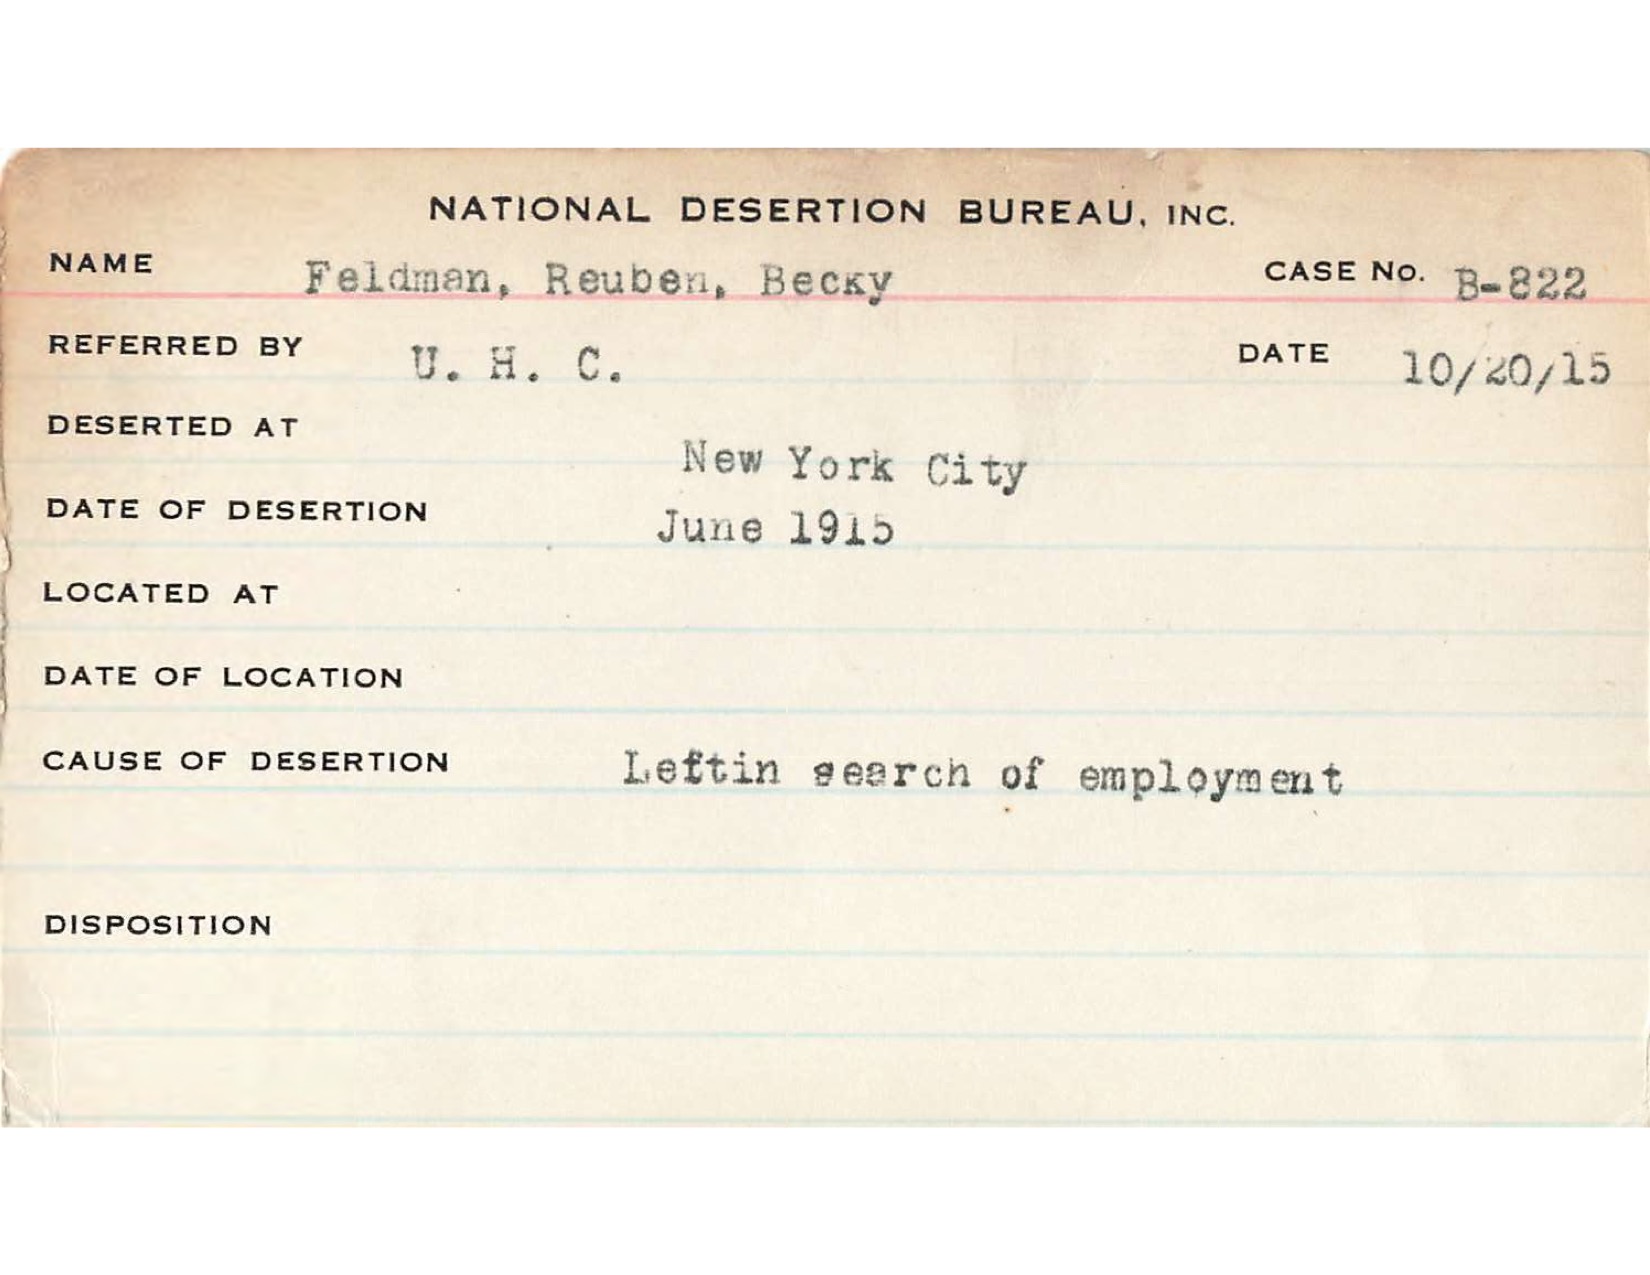 NATIONAL DESERTION BUREAU, INC.
NAME Feldman, Reuben, Becky CASE No. B-822
REFERRED BY U. H. C. DATE 10/20/15
DESERTED AT New York City
DATE OF DESERTION June 1915
LOCATED AT
DATE OF LOCATION
CAUSE OF DESERTION Leftin search of employment
DISPOSITION